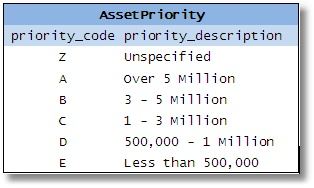 AssetPriority
priority_code priority_description
Z Unspecified
A Over 5 Million
B 3 - 5 Million
C 1 - 3 Million
D 500,000 - 1 Million
E Less than 500,000